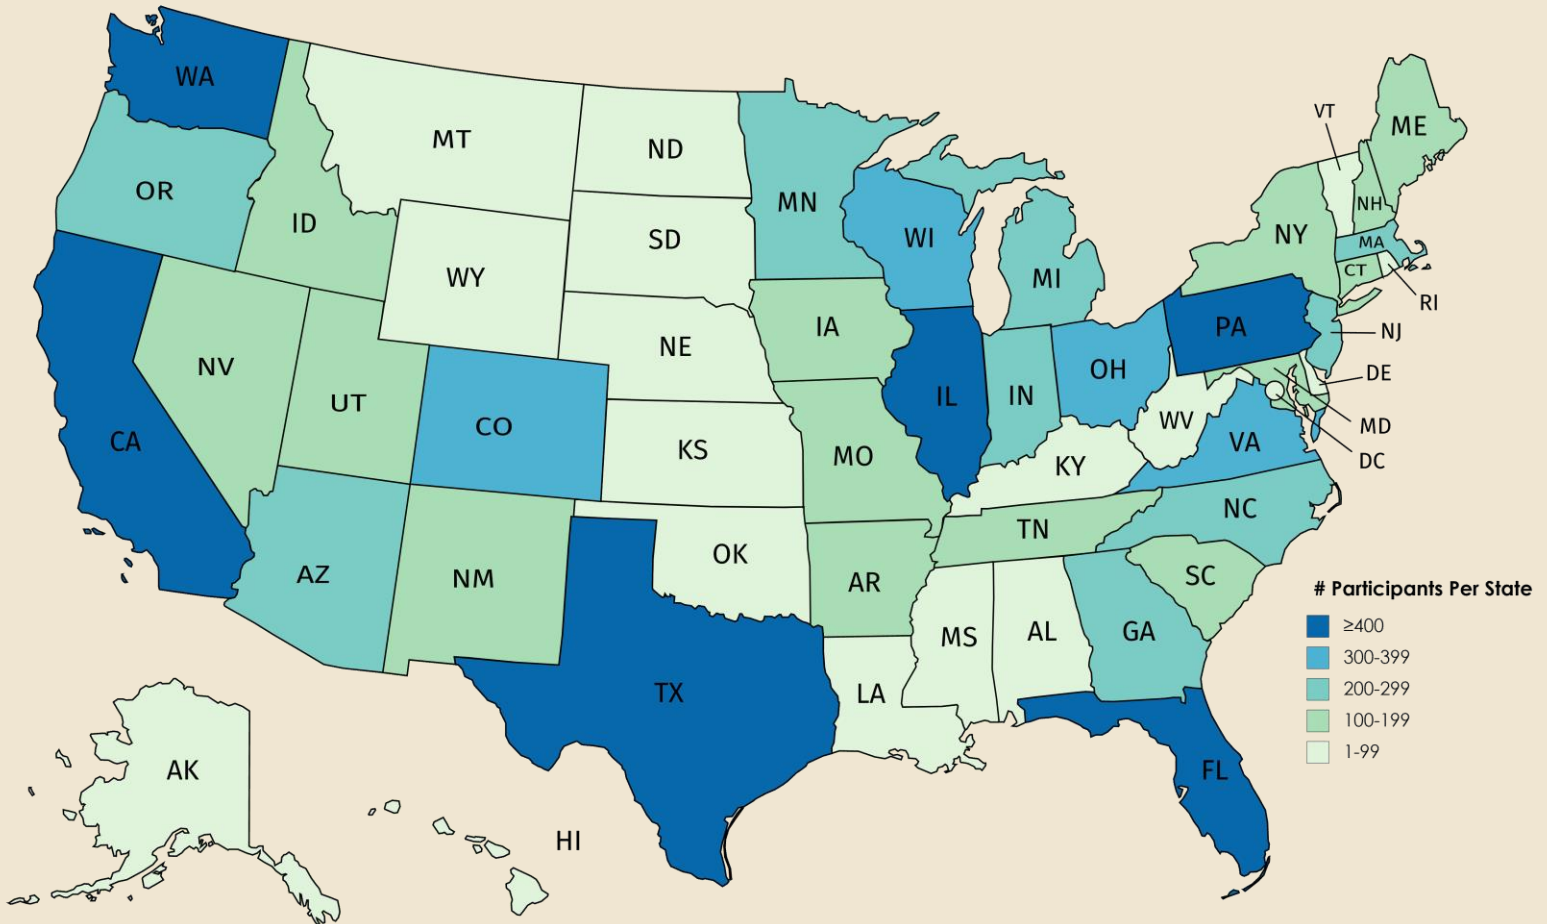 WA
MT
ND
MN
VT
ME
OR
ID
SD
WI
NH
NY
MA
WY
MI
CT
RI
NV
NE
IA
PA
NJ
UT
OH
DE
IL
IN
CO
CA
KS
MO
WV
MD
VA
DC
KY
NC
TN
OK
AZ
NM
AR
SC
MS
AL
GA
TX
LA
FL
AK
HI
# Participants Per State
≥400
300-399
200-299
100-199
1-99